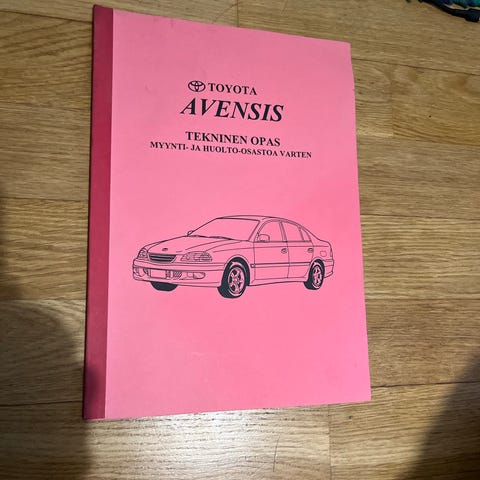 TOYOTA
AVENSIS
TEKNINEN OPAS
MYYNTI- JA HUOLTO-OSASTOA VARTEN